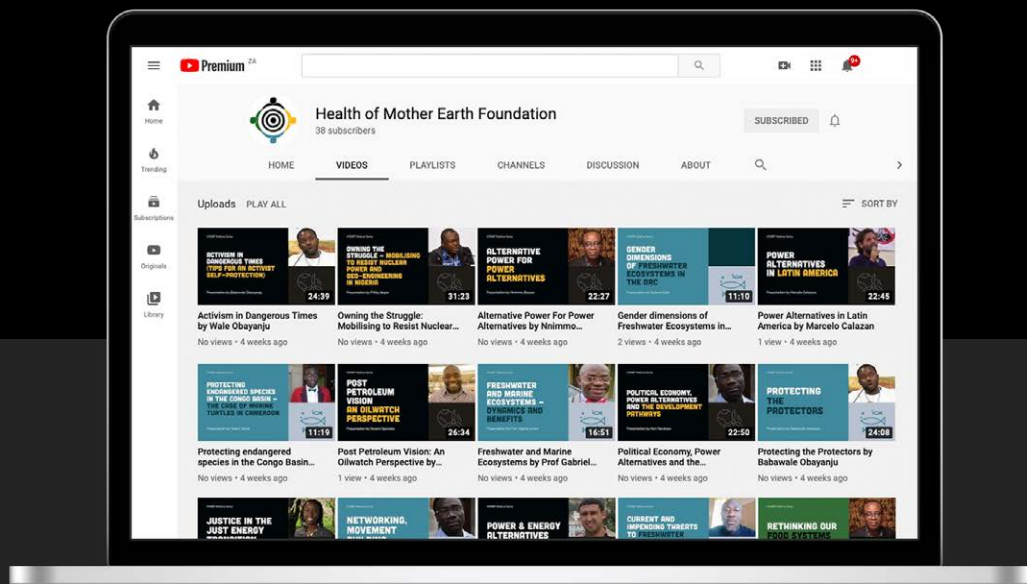 Premium ZA
9+
Home
Trending
Subscriptions
Originals
Library
Health of Mother Earth Foundation
38 subscribers
SUBSCRIBED
HOME VIDEOS PLAYLISTS CHANNELS DISCUSSION ABOUT
Uploads PLAY ALL
SORT BY
ACTIVISM IN
DANGEROUS TIMES
(TIPS FOR AN ACTIVIST
SELF-PROTECTION)
24:39
Activism in Dangerous Times
by Wale Obayanju
No views • 4 weeks ago
OWNING THE
STRUGGLE – MOBILISING
TO RESIST NUCLEAR
POWER AND
GEO-ENGINEERING
IN NIGERIA
31:23
Owning the Struggle:
Mobilising to Resist Nuclear...
No views • 4 weeks ago
ALTERNATIVE
POWER FOR
POWER
ALTERNATIVES
22:27
Alternative Power For Power
Alternatives by Nnimmo...
No views • 4 weeks ago
GENDER
DIMENSIONS
OF FRESHWATER
ECOSYSTEMS IN
THE DRC
11:10
Gender dimensions of
Freshwater Ecosystems in...
2 views • 4 weeks ago
POWER
ALTERNATIVES
IN LATIN AMERICA
22:45
Power Alternatives in Latin
America by Marcelo Calazan
1 view • 4 weeks ago
PROTECTING
ENDANGERED SPECIES
IN THE CONGO BASIN –
THE CASE OF MARINE
TURTLES IN CAMEROON
11:19
Protecting endangered
species in the Congo Basin...
No views • 4 weeks ago
POST
PETROLEUM
VISION
AN OILWATCH
PERSPECTIVE
26:34
Post Petroleum Vision: An
Oilwatch Perspective by...
1 view • 4 weeks ago
FRESHWATER
AND MARINE
ECOSYSTEMS –
DYNAMICS AND
BENEFITS
16:51
Freshwater and Marine
Ecosystems by Prof Gabriel...
No views • 4 weeks ago
POLITICAL ECONOMY,
POWER ALTERNATIVES
AND THE DEVELOPMENT
PATHWAYS
22:50
Political Economy, Power
Alternatives and the...
No views • 4 weeks ago
PROTECTING
THE
PROTECTORS
24:08
Protecting the Protectors by
Babawale Obayanju
No views • 4 weeks ago
JUSTICE IN THE
JUST ENERGY
TRANSITION
NETWORKING,
MOVEMENT
POWER & ENERGY
ALTERNATIVES
CURRENT AND
IMPENDING THREATS
TO FRESHWATER
RETHINKING OUR
FOOD SYSTEMS